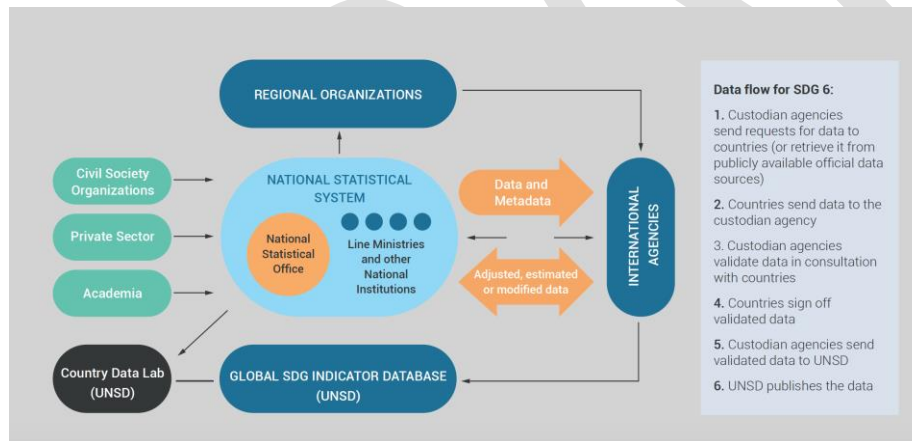 REGIONAL ORGANIZATIONS
Civil Society
Organizations
Private Sector
Academia
NATIONAL STATISTICAL
SYSTEM
National
Statistical
Office
Line Ministries
and other
National
Institutions
Data and
Metadata
Adjusted, estimated
or modified data
INTERNATIONAL
AGENCIES
Country Data Lab
(UNSD)
GLOBAL SDG INDICATOR DATABASE
(UNSD)
Data flow for SDG 6:
1. Custodian agencies
send requests for data to
countries (or retrieve it from
publicly available official data
sources)
2. Countries send data to the
custodian agency
3. Custodian agencies
validate data in consultation
with countries
4. Countries sign off
validated data
5. Custodian agencies send
validated data to UNSD
6. UNSD publishes the data